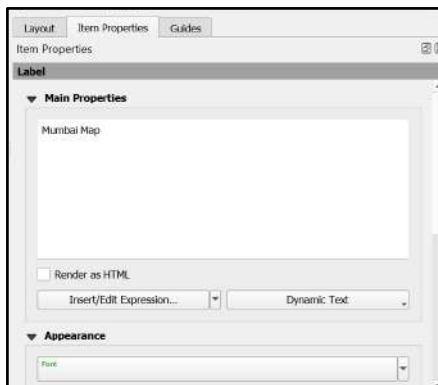 Layout Item Properties Guides
Item Properties
Label
Main Properties
Mumbai Map
Render as HTML
Insert/Edit Expression... Dynamic Text
Appearance
Font